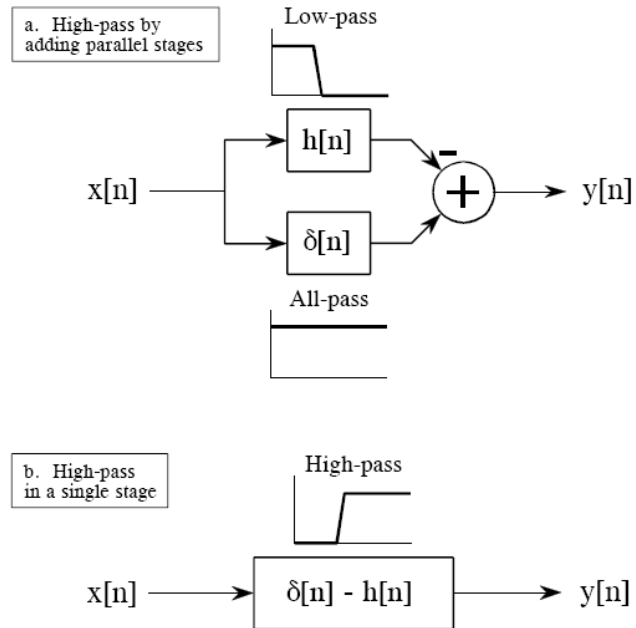 a. High-pass by
adding parallel stages
Low-pass
h[n]
-
x[n]
+
y[n]
δ[n]
All-pass
b. High-pass
in a single stage
High-pass
x[n]
δ[n] - h[n]
y[n]